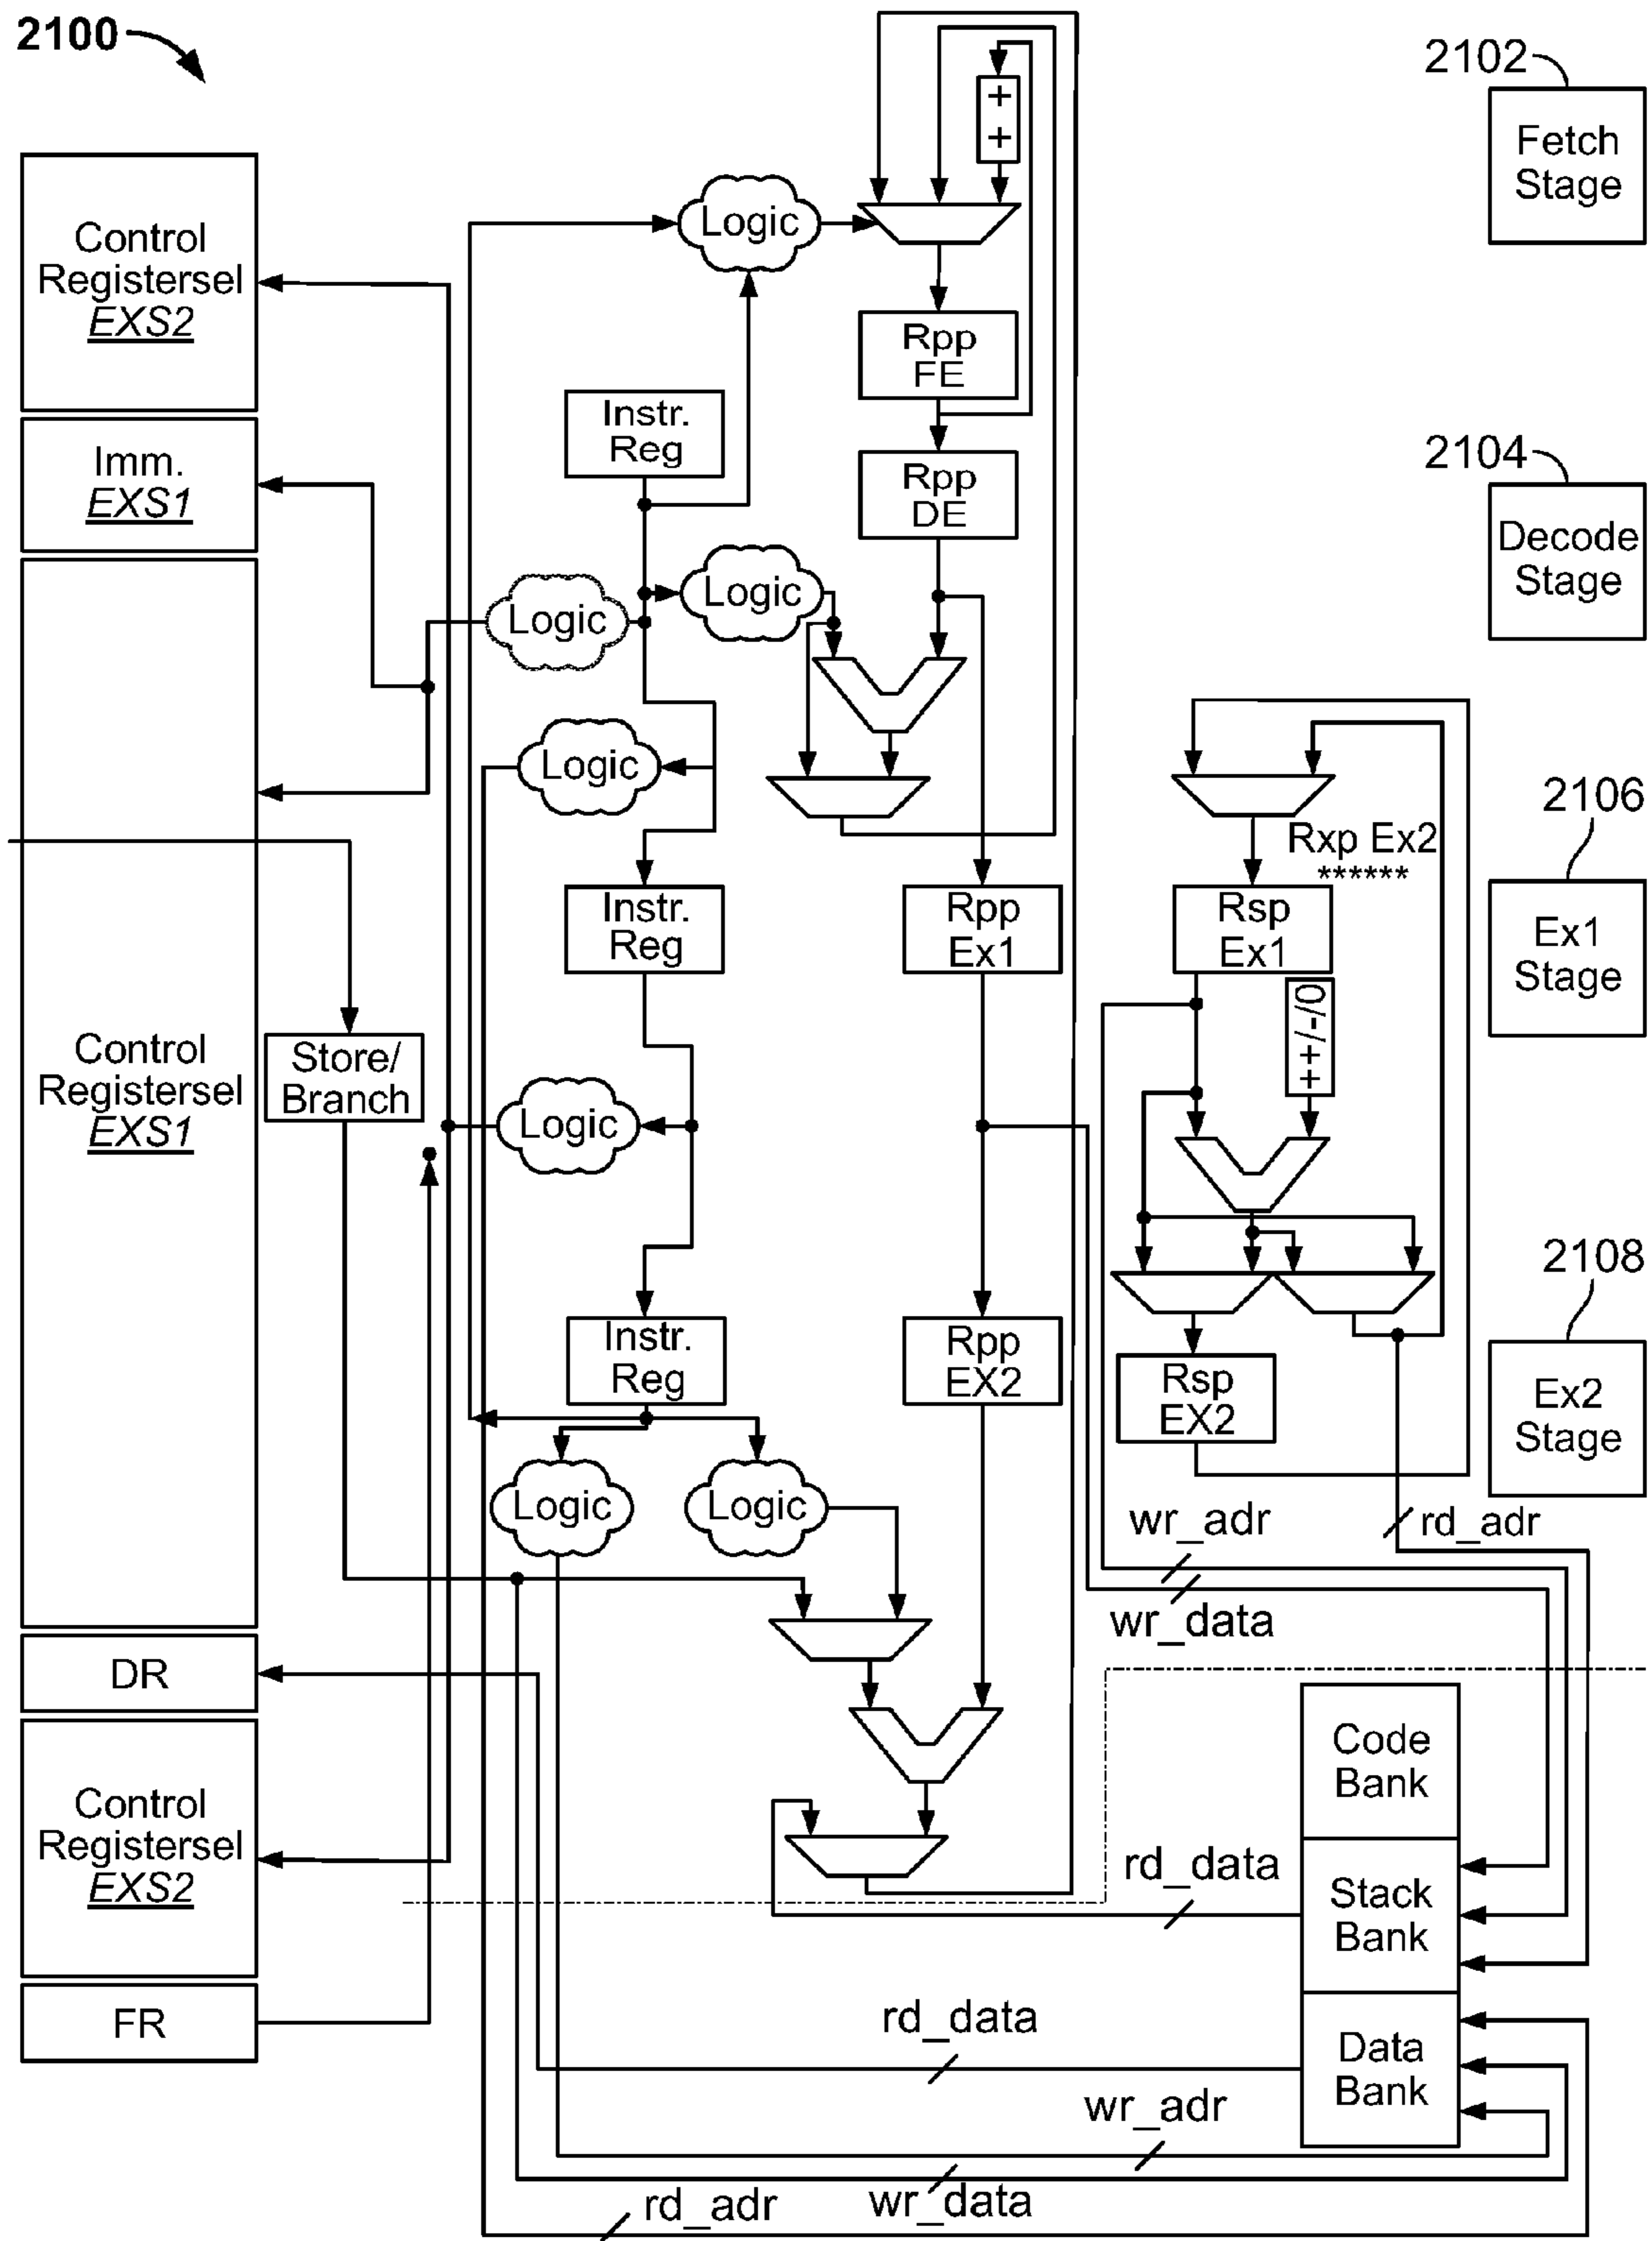 2100
2102
Fetch
Stage
+
+
Control
Registersel
EXS2
Logic
Rpp
FE
Instr.
Reg
Imm.
EXS1
2104
Rpp
DE
Decode
Stage
Logic
Logic
Logic
2106
Rxp Ex2
******
Instr.
Reg
Rpp
Ex1
Rsp
Ex1
Ex1
Stage
++/-/0
Control
Registersel
EXS1
Store/
Branch
Logic
2108
Instr.
Reg
Rpp
EX2
Rsp
EX2
Ex2
Stage
Logic
Logic
wr_adr
rd_adr
wr_data
DR
Code
Bank
Control
Registersel
EXS2
rd_data
Stack
Bank
FR
rd_data
Data
Bank
wr_adr
wr_data
rd_adr